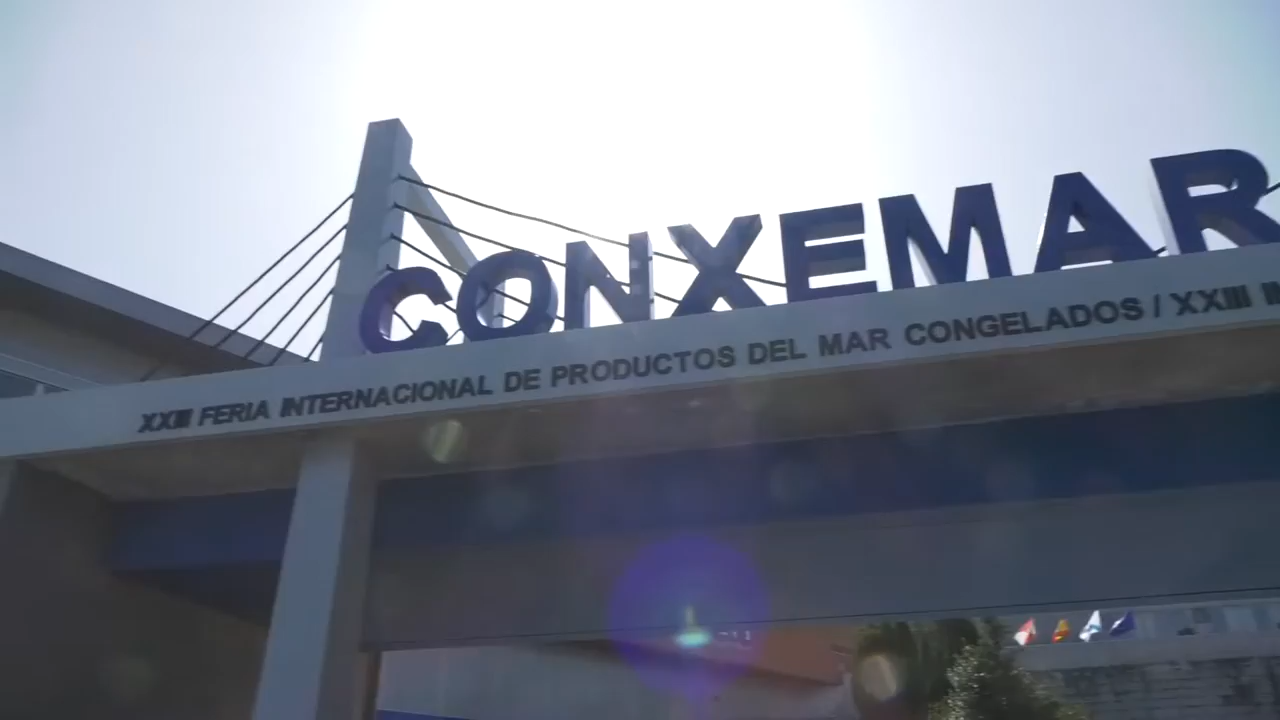 CONXEMAR
XXIII FERIA INTERNACIONAL DE PRODUCTOS DEL MAR CONGELADOS / XXIII